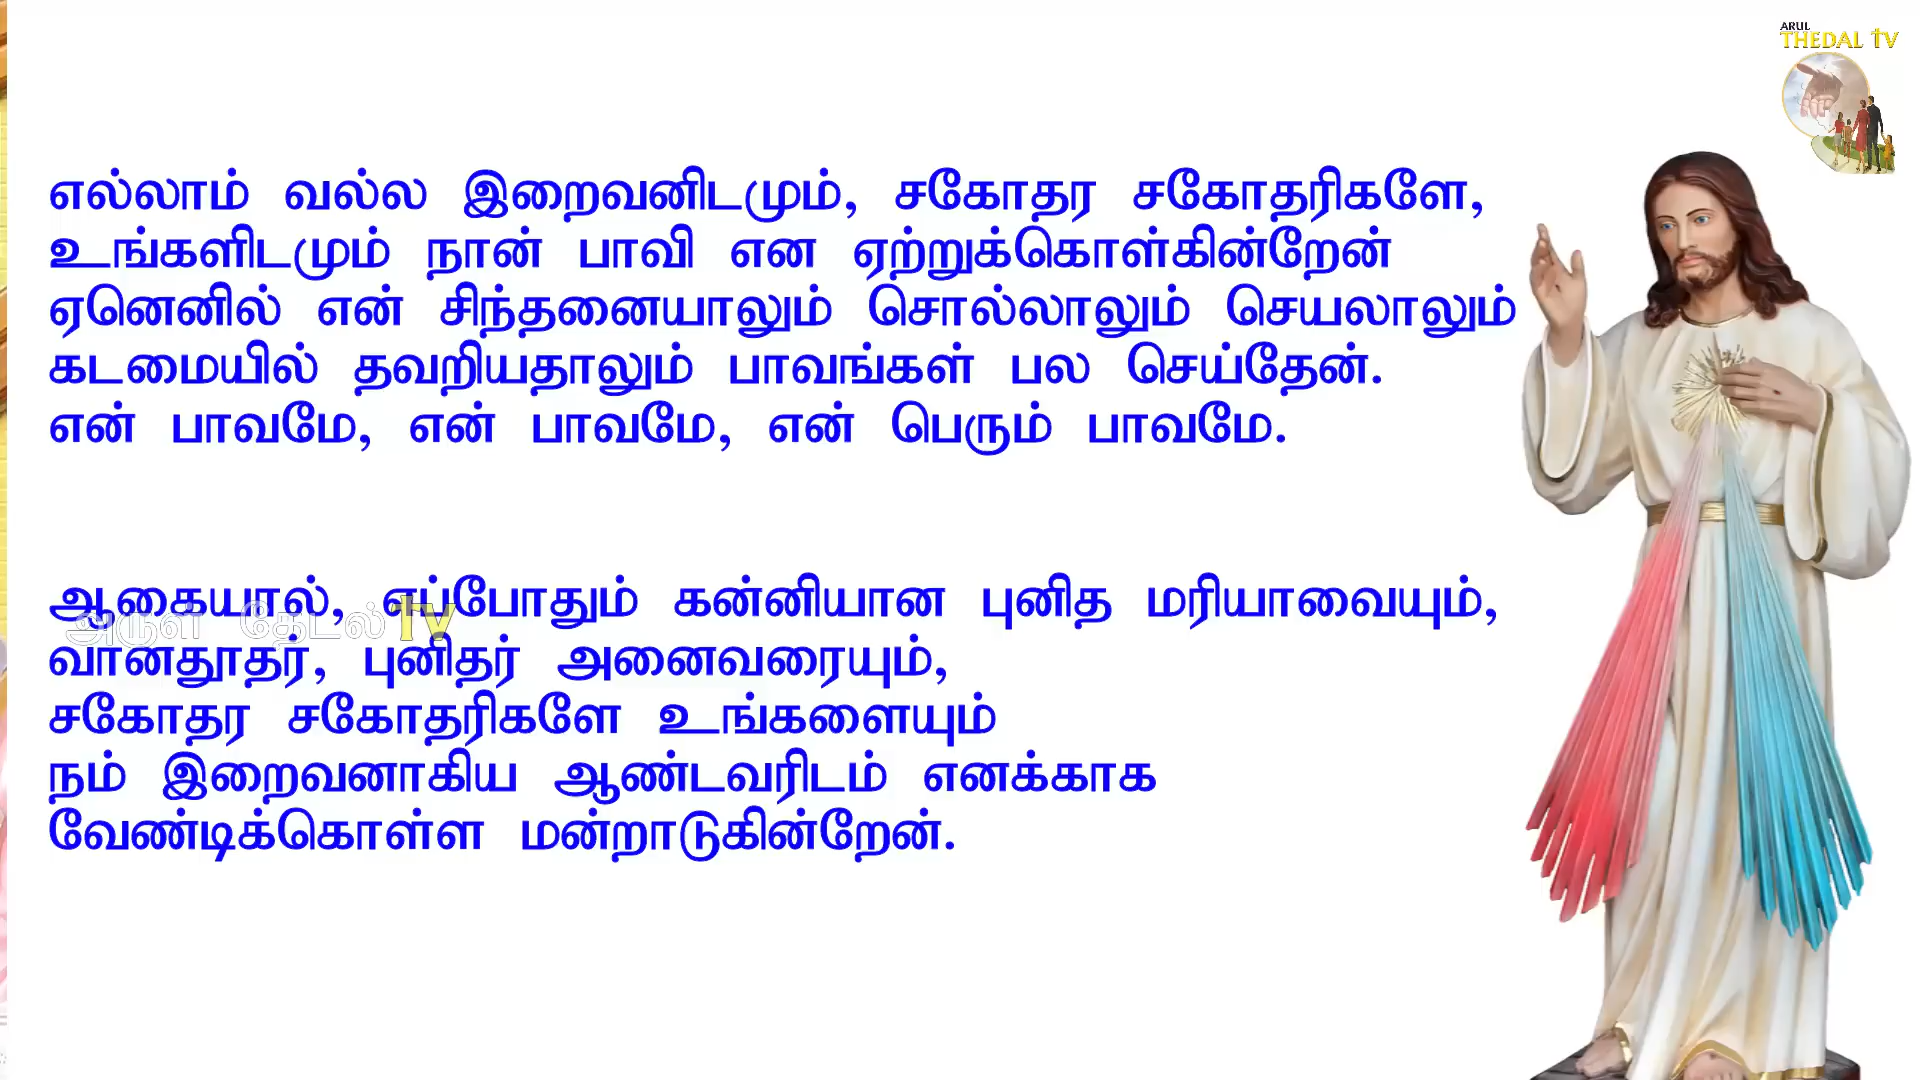 ARUL
THEDAL TV
எல்லாம் வல்ல இறைவனிடமும், சகோதர சகோதரிகளே,
உங்களிடமும் நான் பாவி என ஏற்றுக்கொள்கின்றேன்
ஏனெனில் என் சிந்தனையாலும் சொல்லாலும் செயலாலும்
கடமையில் தவறியதாலும் பாவங்கள் பல செய்தேன்.
என் பாவமே, என் பாவமே, என் பெரும் பாவமே.
ஆகையால், எப்போதும் கன்னியான புனித மரியாவையும்,
அருள் தேடல் TV
வானதூதர், புனிதர் அனைவரையும்,
சகோதர சகோதரிகளே உங்களையும்
நம் இறைவனாகிய ஆண்டவரிடம் எனக்காக
வேண்டிக்கொள்ள மன்றாடுகின்றேன்.